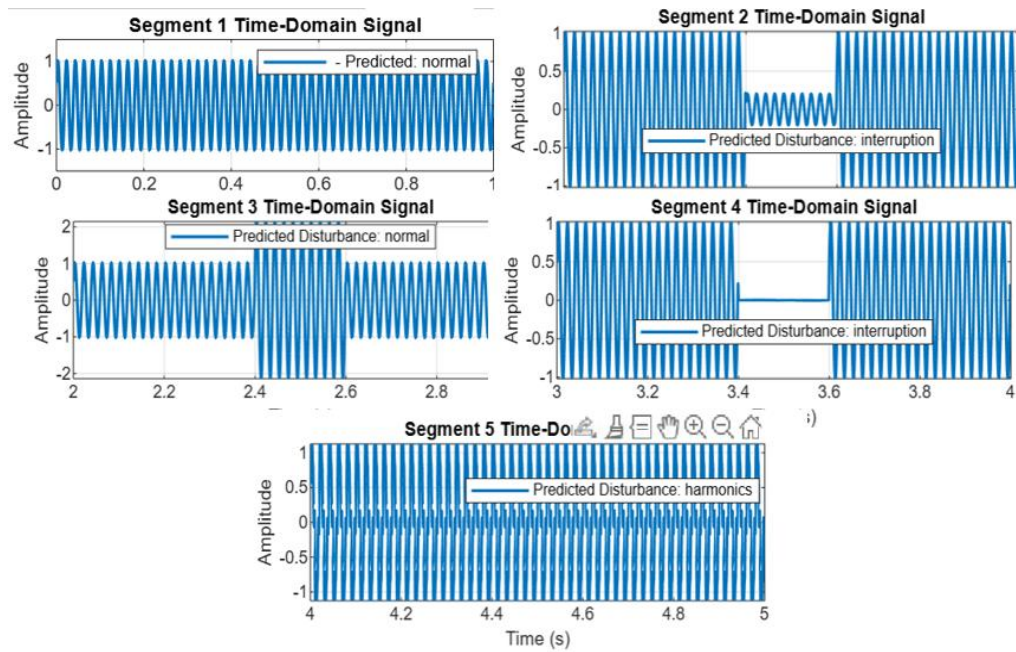 Segment 1 Time-Domain Signal
- Predicted: normal
Amplitude
1
0
-1
0 0.2 0.4 0.6 0.8 1
Segment 2 Time-Domain Signal
1
0.5
0
-0.5
-1
Amplitude
Predicted Disturbance: interruption
Segment 3 Time-Domain Signal
Predicted Disturbance: normal
Amplitude
2
1
0
-1
-2
2 2.2 2.4 2.6 2.8
Segment 4 Time-Domain Signal
1
0.5
0
-0.5
-1
Amplitude
Predicted Disturbance: interruption
3 3.2 3.4 3.6 3.8 4
s)
Segment 5 Time-Do
Predicted Disturbance: harmonics
Amplitude
1
0.5
0
-0.5
-1
4 4.2 4.4 4.6 4.8 5
Time (s)